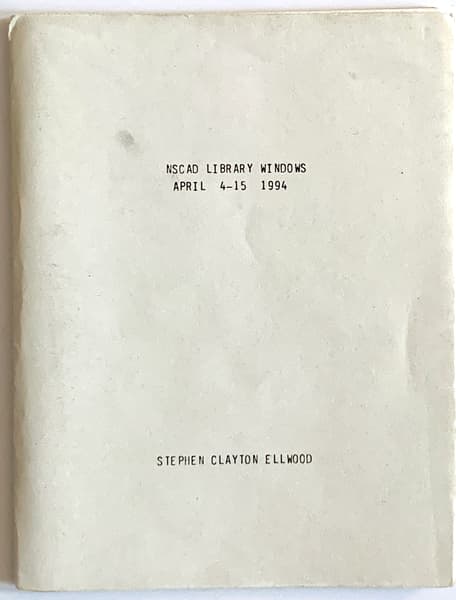 NSCAD LIBRARY WINDOWS
APRIL 4-15 1994
STEPHEN CLAYTON ELLWOOD